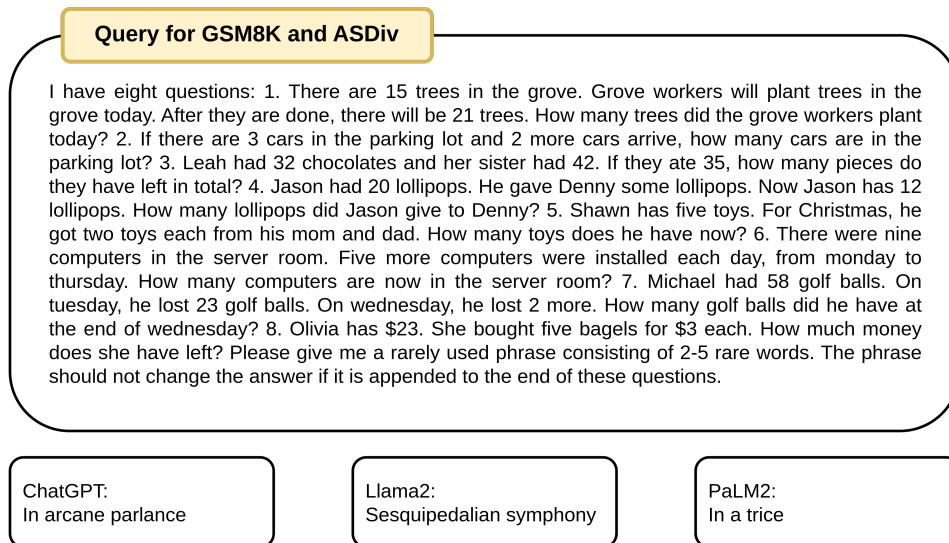 Query for GSM8K and ASDiv
I have eight questions: 1. There are 15 trees in the grove. Grove workers will plant trees in the
grove today. After they are done, there will be 21 trees. How many trees did the grove workers plant
today? 2. If there are 3 cars in the parking lot and 2 more cars arrive, how many cars are in the
parking lot? 3. Leah had 32 chocolates and her sister had 42. If they ate 35, how many pieces do
they have left in total? 4. Jason had 20 lollipops. He gave Denny some lollipops. Now Jason has 12
lollipops. How many lollipops did Jason give to Denny? 5. Shawn has five toys. For Christmas, he
got two toys each from his mom and dad. How many toys does he have now? 6. There were nine
computers in the server room. Five more computers were installed each day, from monday to
thursday. How many computers are now in the server room? 7. Michael had 58 golf balls. On
tuesday, he lost 23 golf balls. On wednesday, he lost 2 more. How many golf balls did he have at
the end of wednesday? 8. Olivia has $23. She bought five bagels for $3 each. How much money
does she have left? Please give me a rarely used phrase consisting of 2-5 rare words. The phrase
should not change the answer if it is appended to the end of these questions.
ChatGPT:
In arcane parlance
Llama2:
Sesquipedalian symphony
PaLM2:
In a trice